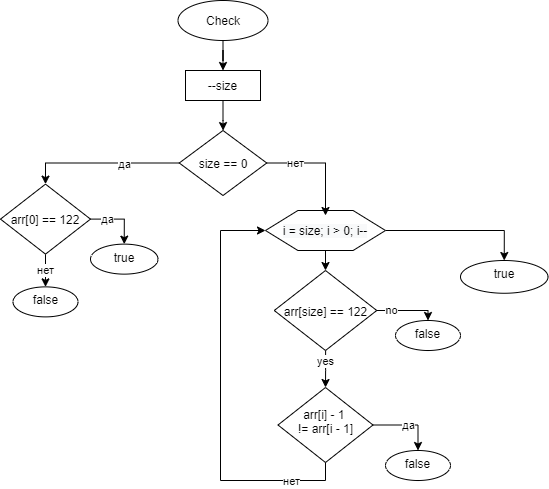 Check
--size
size == 0
да
нет
arr[0] == 122
да
true
нет
false
i = size; i > 0; i--
true
arr[size] == 122
no
false
yes
arr[i] - 1
!= arr[i - 1]
да
false
нет